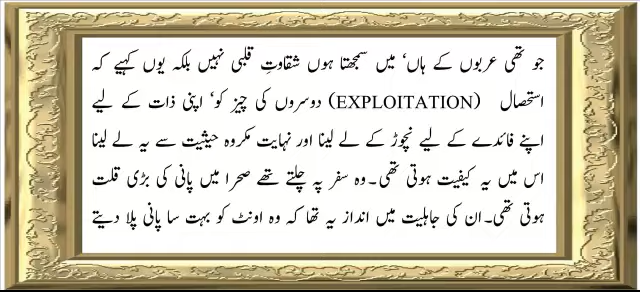 جو تھی عربوں کے ہاں‘ میں سمجھتا ہوں شقاوتِ قلبی نہیں بلکہ یوں کہیے کہ
استحصال (EXPLOITATION) دوسروں کی چیز کو‘ اپنی ذات کے لیے
اپنے فائدے کے لیے نچوڑ کے لے لینا اور نہایت مکروہ حیثیت سے یہ لے لینا
اس میں یہ کیفیت ہوتی تھی۔ وہ سفر پہ چلتے تھے صحرا میں پانی کی بڑی قلت
ہوتی تھی۔ ان کی جاہلیت میں انداز یہ تھا کہ وہ اونٹ کو بہت سا پانی پلا دیتے